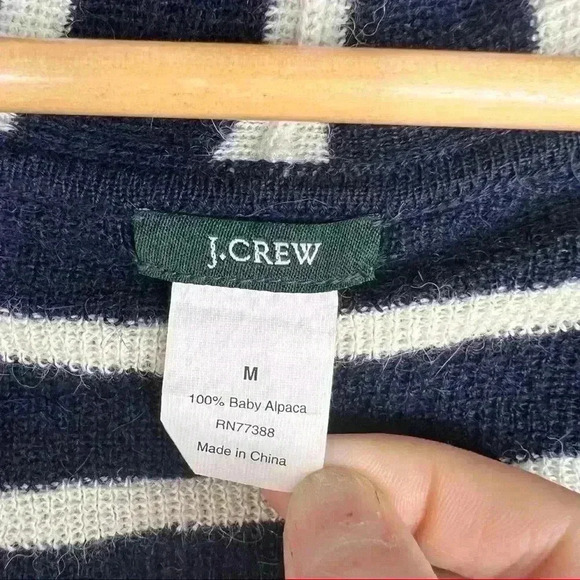 J.CREW
M
100% Baby Alpaca
RN77388
Made in China